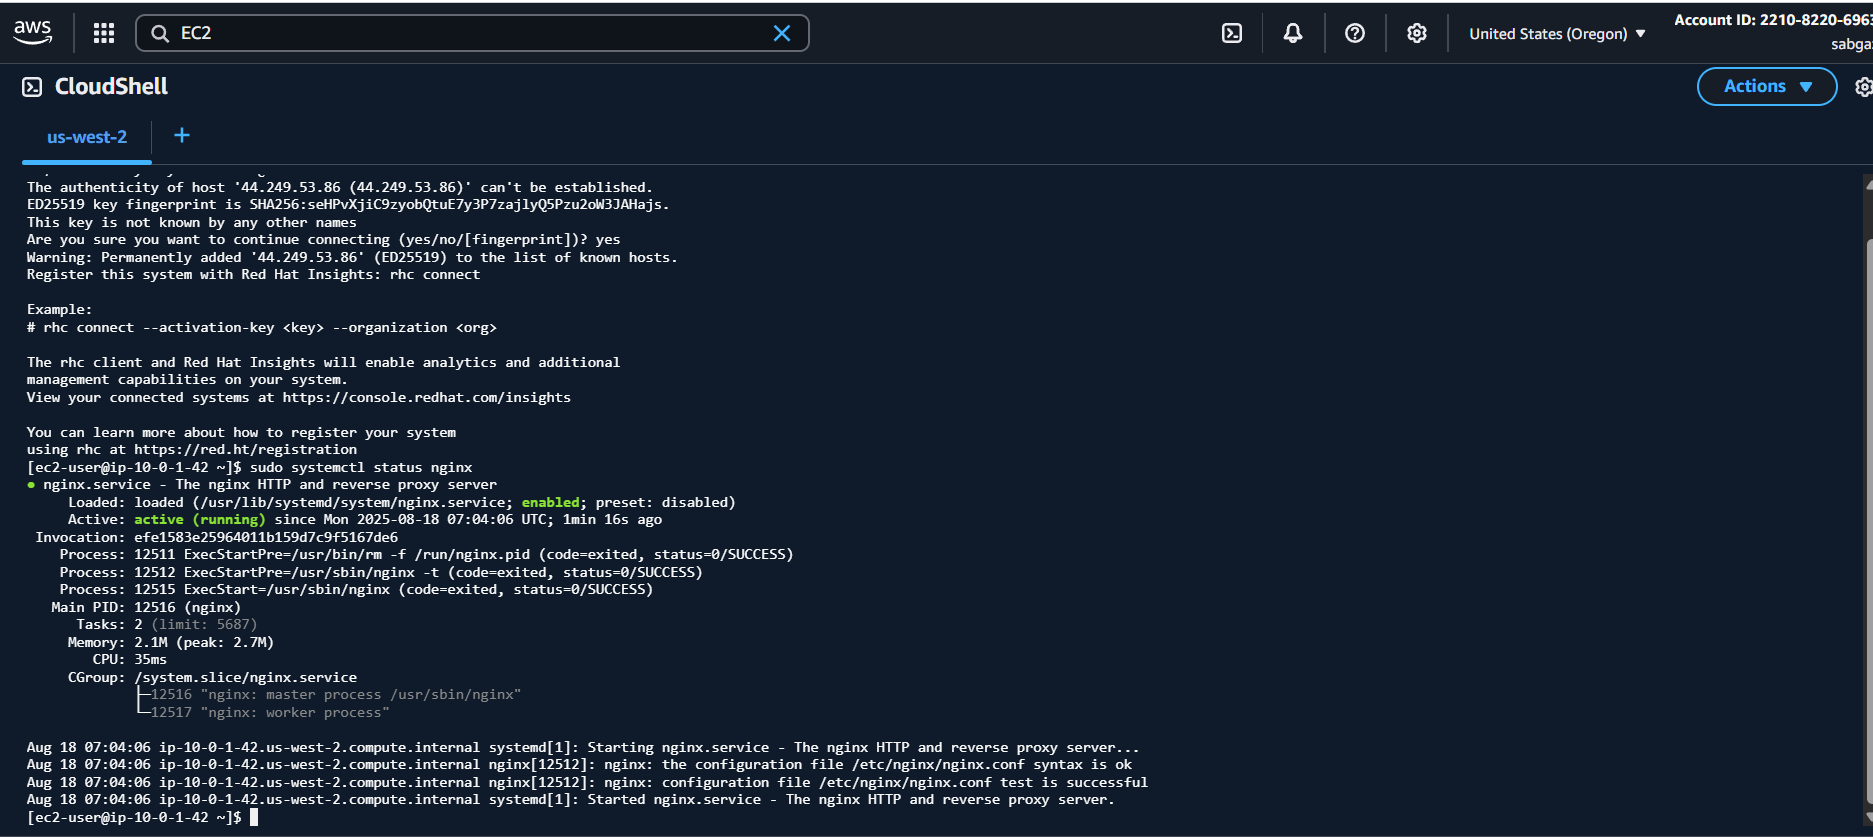 aws
EC2
United States (Oregon)
Account ID: 2210-8220-6963
sabga
CloudShell
Actions
us-west-2
+
The authenticity of host '44.249.53.86 (44.249.53.86)' can't be established.
ED25519 key fingerprint is SHA256:seHPvXjiC9zyobQtuE7y3P7zajlyQ5Pzu2oW3JAHajs.
This key is not known by any other names
Are you sure you want to continue connecting (yes/no/[fingerprint])? yes
Warning: Permanently added '44.249.53.86' (ED25519) to the list of known hosts.
Register this system with Red Hat Insights: rhc connect
Example:
# rhc connect --activation-key <key> --organization <org>
The rhc client and Red Hat Insights will enable analytics and additional
management capabilities on your system.
View your connected systems at https://console.redhat.com/insights
You can learn more about how to register your system
using rhc at https://red.ht/registration
[ec2-user@ip-10-0-1-42 ~]$ sudo systemctl status nginx
● nginx.service - The nginx HTTP and reverse proxy server
Loaded: loaded (/usr/lib/systemd/system/nginx.service; enabled; preset: disabled)
Active: active (running) since Mon 2025-08-18 07:04:06 UTC; 1min 16s ago
Invocation: efe1583e25964011b159d7c9f5167de6
Process: 12511 ExecStartPre=/usr/bin/rm -f /run/nginx.pid (code=exited, status=0/SUCCESS)
Process: 12512 ExecStartPre=/usr/sbin/nginx -t (code=exited, status=0/SUCCESS)
Process: 12515 ExecStart=/usr/sbin/nginx (code=exited, status=0/SUCCESS)
Main PID: 12516 (nginx)
Tasks: 2 (limit: 5687)
Memory: 2.1M (peak: 2.7M)
CPU: 35ms
CGroup: /system.slice/nginx.service
├─12516 "nginx: master process /usr/sbin/nginx"
└─12517 "nginx: worker process"
Aug 18 07:04:06 ip-10-0-1-42.us-west-2.compute.internal systemd[1]: Starting nginx.service - The nginx HTTP and reverse proxy server...
Aug 18 07:04:06 ip-10-0-1-42.us-west-2.compute.internal nginx[12512]: nginx: the configuration file /etc/nginx/nginx.conf syntax is ok
Aug 18 07:04:06 ip-10-0-1-42.us-west-2.compute.internal nginx[12512]: nginx: configuration file /etc/nginx/nginx.conf test is successful
Aug 18 07:04:06 ip-10-0-1-42.us-west-2.compute.internal systemd[1]: Started nginx.service - The nginx HTTP and reverse proxy server.
[ec2-user@ip-10-0-1-42 ~]$